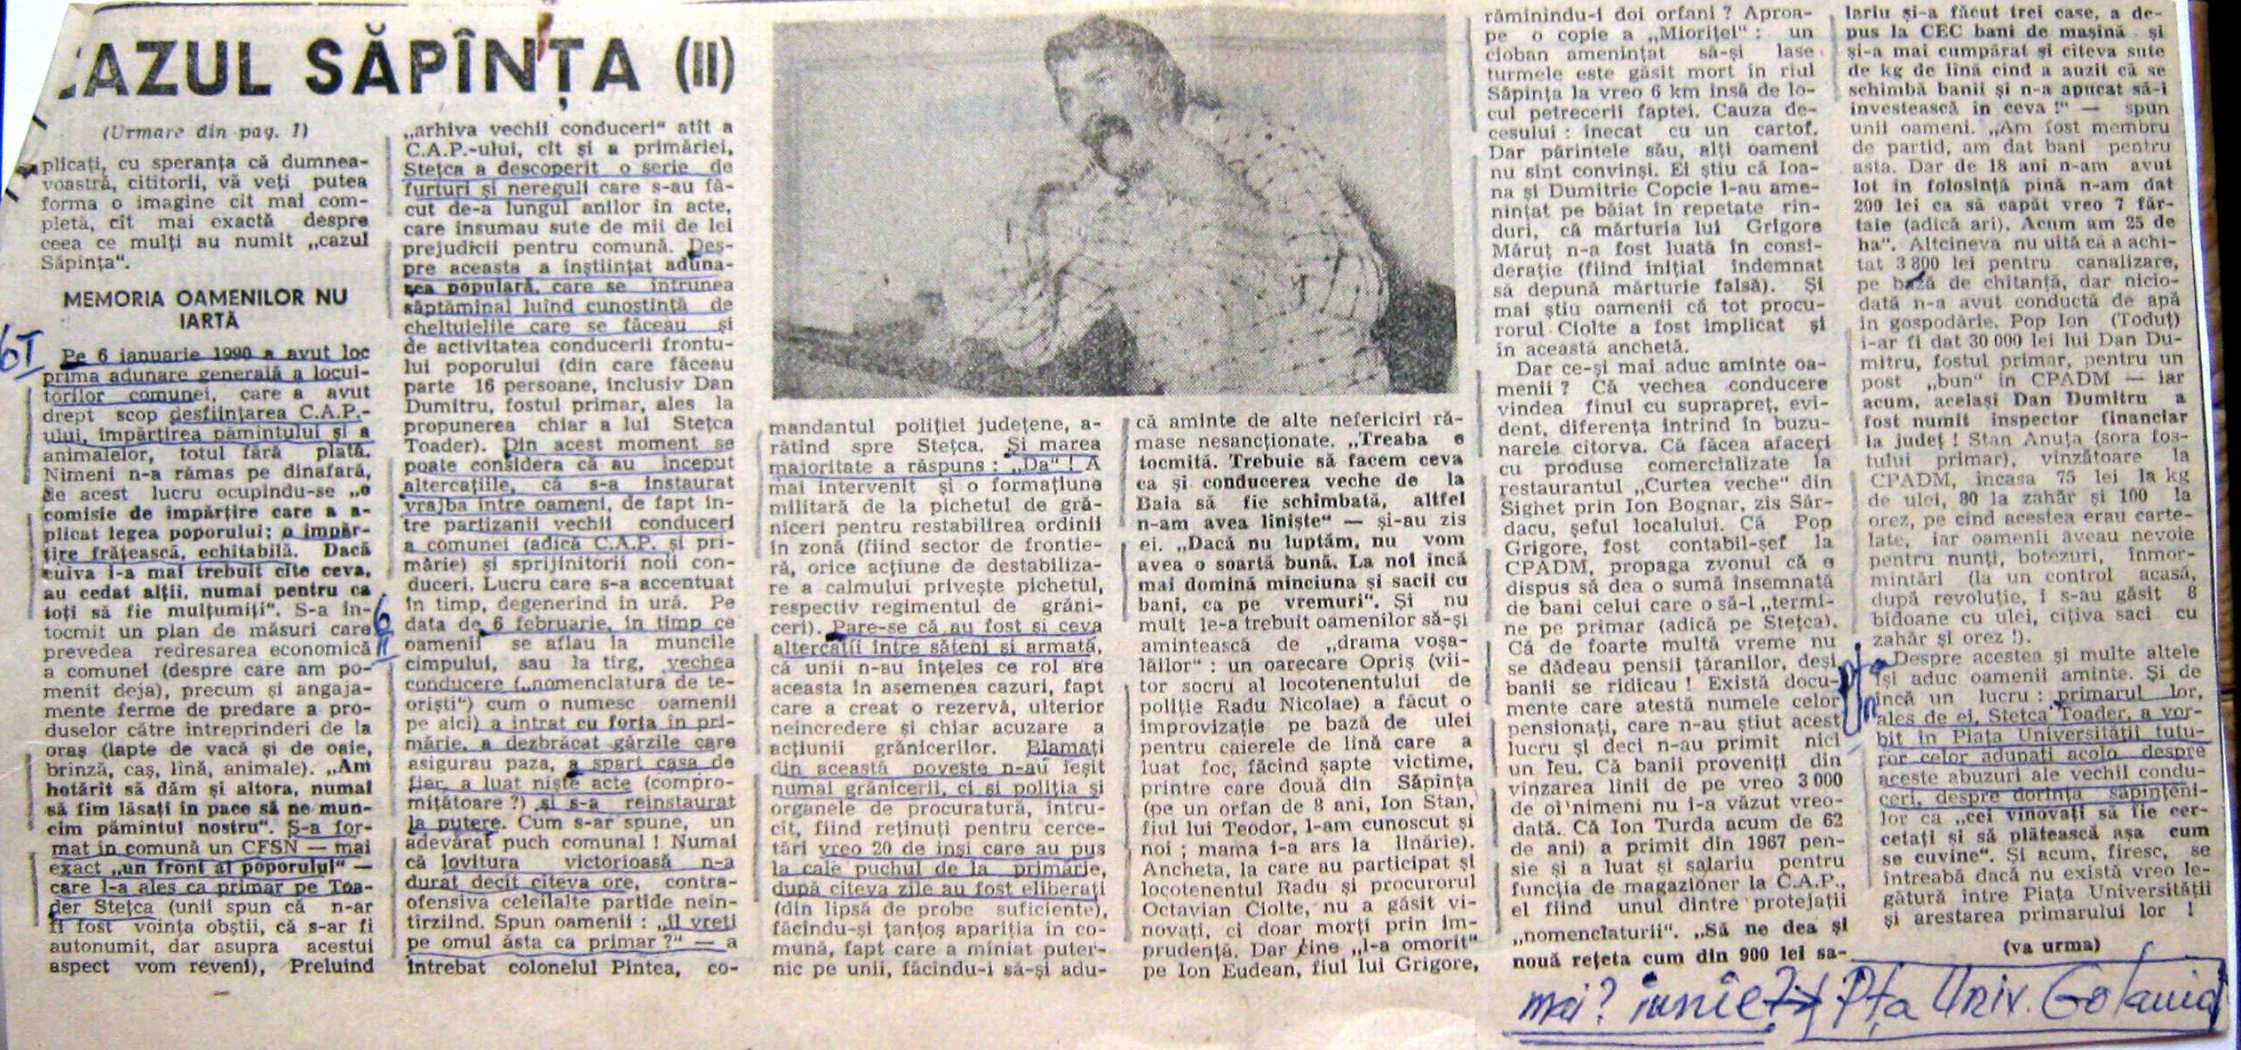 CAZUL SĂPÎNȚA (II)
(Urmare din pag. 1)
plicați, cu speranța că dumnea-
voastră, cititorii, vă veți putea
forma o imagine cît mai com-
pletă, cît mai exactă despre
ceea ce mulți au numit „cazul
Săpînța“.
MEMORIA OAMENILOR NU
IARTĂ
Pe 6 ianuarie 1990 a avut loc
prima adunare generală a locui-
torilor comunei, care a avut
drept scop desființarea C.A.P.-
ului, împărțirea pămîntului și a
animalelor, totul fără plată.
Nimeni n-a rămas pe dinafară,
de acest lucru ocupîndu-se „o
comisie de împărțire care a a-
plicat legea poporului: o împăr-
țire frățească, echitabilă. Dacă
cuiva i-a mai trebuit cîte ceva,
au cedat alții, numai pentru ca
toți să fie mulțumiți“. S-a în-
tocmit un plan de măsuri care
prevedea redresarea economică
a comunei (despre care am po-
menit deja), precum și angaja-
mente ferme de predare a pro-
duselor către întreprinderi de la
oraș (lapte de vacă și de oaie,
brînză, caș, lînă, animale). „Am
hotărît să dăm și altora, numai
să fim lăsați în pace să ne mun-
cim pămîntul nostru“. S-a for-
mat în comună un CFSN — mai
exact „un front al poporului“ —
care l-a ales ca primar pe Toa-
der Stețca (unii spun că n-ar
fi fost voința obștii, că s-ar fi
autonumit, dar asupra acestui
aspect vom reveni), Preluînd
„arhiva vechii conduceri“ atît a
C.A.P.-ului, cît și a primăriei,
Stețca a descoperit o serie de
furturi și nereguli care s-au fă-
cut de-a lungul anilor în acte,
care însumau sute de mii de lei
prejudicii pentru comună. Des-
pre aceasta a înștiințat aduna-
rea populară, care se întrunea
săptămînal luînd cunoștință de
cheltuielile care se făceau și
de activitatea conducerii frontu-
lui poporului (din care făceau
parte 16 persoane, inclusiv Dan
Dumitru, fostul primar, ales la
propunerea chiar a lui Stețca
Toader). Din acest moment se
poate considera că au început
altercațiile, că s-a instaurat
vrajba între oameni, de fapt în-
tre partizanii vechii conduceri
a comunei (adică C.A.P. și pri-
mărie) și sprijinitorii noii con-
duceri. Lucru care s-a accentuat
în timp, degenerind în ură. Pe
data de 6 februarie, în timp ce
oamenii se aflau la muncile
cîmpului, sau la tîrg, vechea
conducere („nomenclatura de te-
roriști“) cum o numesc oamenii
pe aici) a intrat cu forța în pri-
mărie, a dezbrăcat gărzile care
asigurau paza, a spart casa de
fier, a luat niște acte (compro-
mițătoare ?) și s-a reinstaurat
la putere. Cum s-ar spune, un
adevărat puch comunal ! Numai
că lovitura victorioasă n-a
durat decît cîteva ore, contra-
ofensiva celeilalte partide neîn-
tîrziind. Spun oamenii : „Îl vreți
pe omul ăsta ca primar ?“ — a
întrebat colonelul Pintea, co-
mandantul poliției județene, a-
rătînd spre Stețca. Și marea
majoritate a răspuns : „Da“ ! A
mai intervenit și o formațiune
militară de la pichetul de gră-
niceri pentru restabilirea ordinii
în zonă (fiind sector de frontie-
ră, orice acțiune de destabiliza-
re a calmului privește pichetul,
respectiv regimentul de grăni-
ceri). Pare-se că au fost și ceva
altercații între săteni și armată,
că unii n-au înțeles ce rol are
aceasta în asemenea cazuri, fapt
care a creat o rezervă, ulterior
neîncredere și chiar acuzare a
acțiunii grănicerilor. Blamați
din această poveste n-au ieșit
numai grănicerii, ci și poliția și
organele de procuratură, întru-
cît, fiind reținuți pentru cerce-
tări vreo 20 de inși care au pus
la cale puchul de la primărie,
după cîteva zile au fost eliberați
(din lipsă de probe suficiente),
făcîndu-și țanțoș apariția în co-
mună, fapt care a mîniat puter-
nic pe unii, făcîndu-i să-și adu-
că aminte de alte nefericiri ră-
mase nesancționate. „Treaba e
tocmită. Trebuie să facem ceva
ca și conducerea veche de la
Baia să fie schimbată, altfel
n-am avea liniște“ — și-au zis
ei. „Dacă nu luptăm, nu vom
avea o soartă bună. La noi încă
mai domină minciuna și sacii cu
bani, ca pe vremuri“. Și nu
mult le-a trebuit oamenilor să-și
amintească de „drama voșa-
lăilor“ : un oarecare Opriș (vii-
tor socru al locotenentului de
poliție Radu Nicolae) a făcut o
improvizație pe bază de ulei
pentru caierele de lînă care a
luat foc, făcînd șapte victime,
printre care două din Săpînța
(pe un orfan de 8 ani, Ion Stan,
fiul lui Teodor, l-am cunoscut și
noi ; mama i-a ars la lînărie).
Ancheta, la care au participat și
locotenentul Radu și procurorul
Octavian Ciolte, nu a găsit vi-
novați, ci doar morți prin im-
prudență. Dar cine „l-a omorît“
pe Ion Eudean, fiul lui Grigore,
rămînindu-i doi orfani ? Aproa-
pe o copie a „Mioriței“ : un
cioban amenințat să-și lase
turmele este găsit mort în rîul
Săpînța la vreo 6 km însă de lo-
cul petrecerii faptei. Cauza de-
cesului : înecat cu un cartof.
Dar părintele său, alți oameni
nu sînt convinși. Ei știu că Ioa-
na și Dumitrie Copcie l-au ame-
nințat pe băiat în repetate rîn-
duri, că mărturia lui Grigore
Măruț n-a fost luată în consi-
derație (fiind inițial îndemnat
să depună mărturie falsă). Și
mai știu oamenii că tot procu-
rorul Ciolte a fost implicat și
în această anchetă.
Dar ce-și mai aduc aminte oa-
menii ? Că vechea conducere
vindea fînul cu suprapreț, evi-
dent, diferența intrînd în buzu-
narele cîtorva. Că făcea afaceri
cu produse comercializate la
restaurantul „Curtea veche“ din
Sighet prin Ion Bognar, zis Săr-
dacu, șeful localului. Că Pop
Grigore, fost contabil-șef la
CPADM, propaga zvonul că e
dispus să dea o sumă însemnată
de bani celui care o să-l „termi-
ne pe primar (adică pe Stețca).
Că de foarte multă vreme nu
se dădeau pensii țăranilor, deși
banii se ridicau ! Există docu-
mente care atestă numele celor
pensionați, care n-au știut acest
lucru și deci n-au primit nici
un leu. Că banii proveniți din
vînzarea lînii de pe vreo 3 000
de oi nimeni nu i-a văzut vreo-
dată. Că Ion Turda acum de 62
de ani) a primit din 1967 pen-
sie și a luat și salariu pentru
funcția de magazioner la C.A.P.,
el fiind unul dintre protejații
„nomenclaturii“. „Să ne dea și
nouă rețeta cum din 900 lei sa-
lariu și-a făcut trei case, a de-
pus la CEC bani de mașină și
și-a mai cumpărat și cîteva sute
de kg de lînă cînd a auzit că se
schimbă banii și n-a apucat să-i
investească în ceva !“ — spun
unii oameni. „Am fost membru
de partid, am dat bani pentru
asta. Dar de 18 ani n-am avut
lot în folosință pînă n-am dat
200 lei ca să capăt vreo 7 făr-
taie (adică ari). Acum am 25 de
ha“. Altcineva nu uită că a achi-
tat 3 800 lei pentru canalizare,
pe bază de chitanță, dar nicio-
dată n-a avut conductă de apă
în gospodărie. Pop Ion (Toduț)
i-ar fi dat 30 000 lei lui Dan Du-
mitru, fostul primar, pentru un
post „bun“ în CPADM — iar
acum, același Dan Dumitru a
fost numit inspector financiar
la județ ! Stan Anuța (sora fos-
tului primar), vînzătoare la
CPADM, încasa 75 lei la kg
de ulei, 80 la zahăr și 100 la
orez, pe cînd acestea erau carte-
late, iar oamenii aveau nevoie
pentru nunți, botezuri, înmor-
mîntări (la un control acasă,
după revoluție, i s-au găsit 6
bidoane cu ulei, cîțiva saci cu
zahăr și orez !).
Despre acestea și multe altele
își aduc oamenii aminte. Și de
încă un lucru : primarul lor,
ales de ei, Stețca Toader, a vor-
bit în Piața Universității tutu-
ror celor adunați acolo despre
aceste abuzuri ale vechii condu-
ceri, despre dorința săpînțeni-
lor ca „cei vinovați să fie cer-
cetați și să plătească așa cum
se cuvine“. Și acum, firesc, se
întreabă dacă nu există vreo le-
gătură între Piața Universității
și arestarea primarului lor !
(va urma)
mai? iunie? Pța Univ. Golania